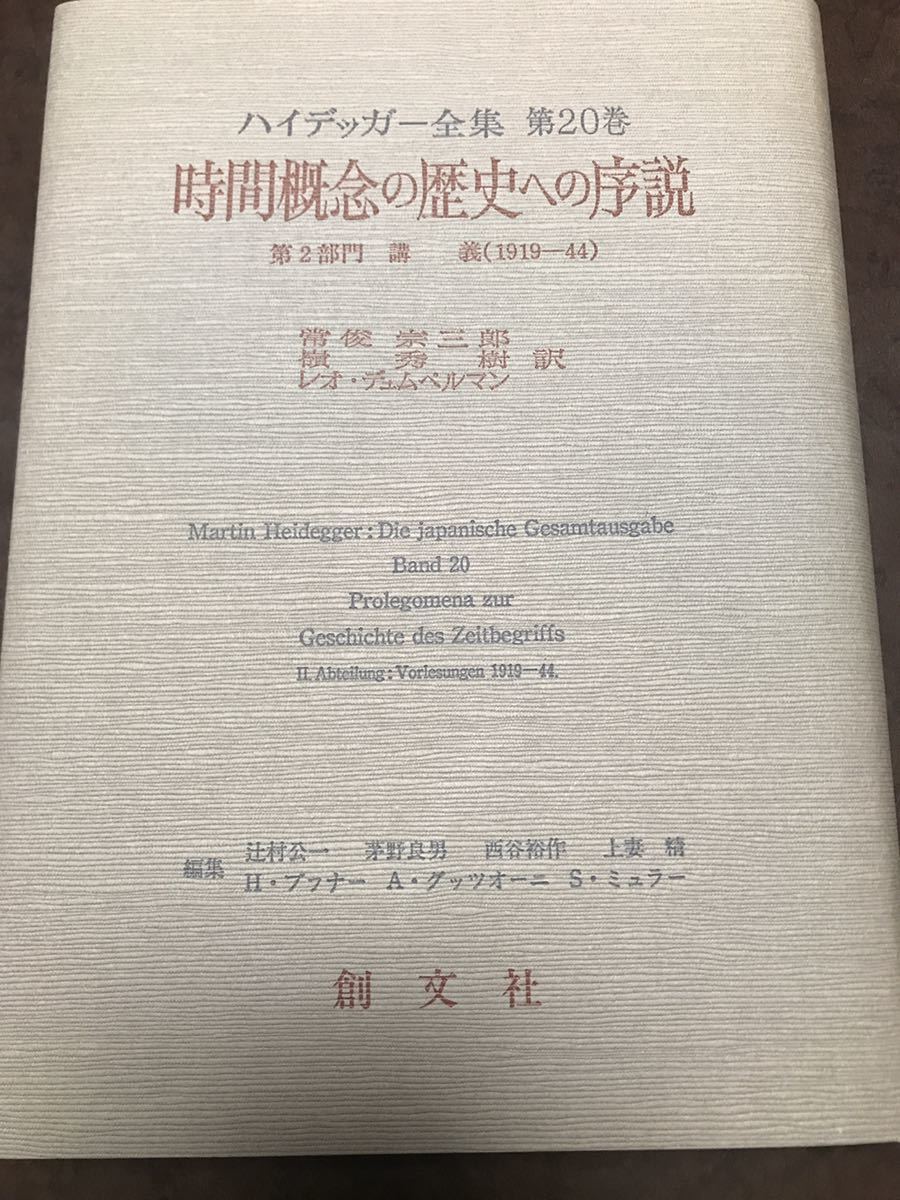 ハイデッガー全集 第20巻
時間概念の歴史への序説
第2部門 講 義(1919―44)
常俊 宗三郎
嶺 秀 樹 訳
レオ・デュムペルマン
Martin Heidegger: Die japanische Gesamtausgabe
Band 20
Prolegomena zur
Geschichte des Zeitbegriffs
II. Abteilung: Vorlesungen 1919―44.
編集 辻村公一 茅野良男 西谷裕作 上妻 精
H・ブフナー A・グッツオーニ S・ミュラー
創 文 社